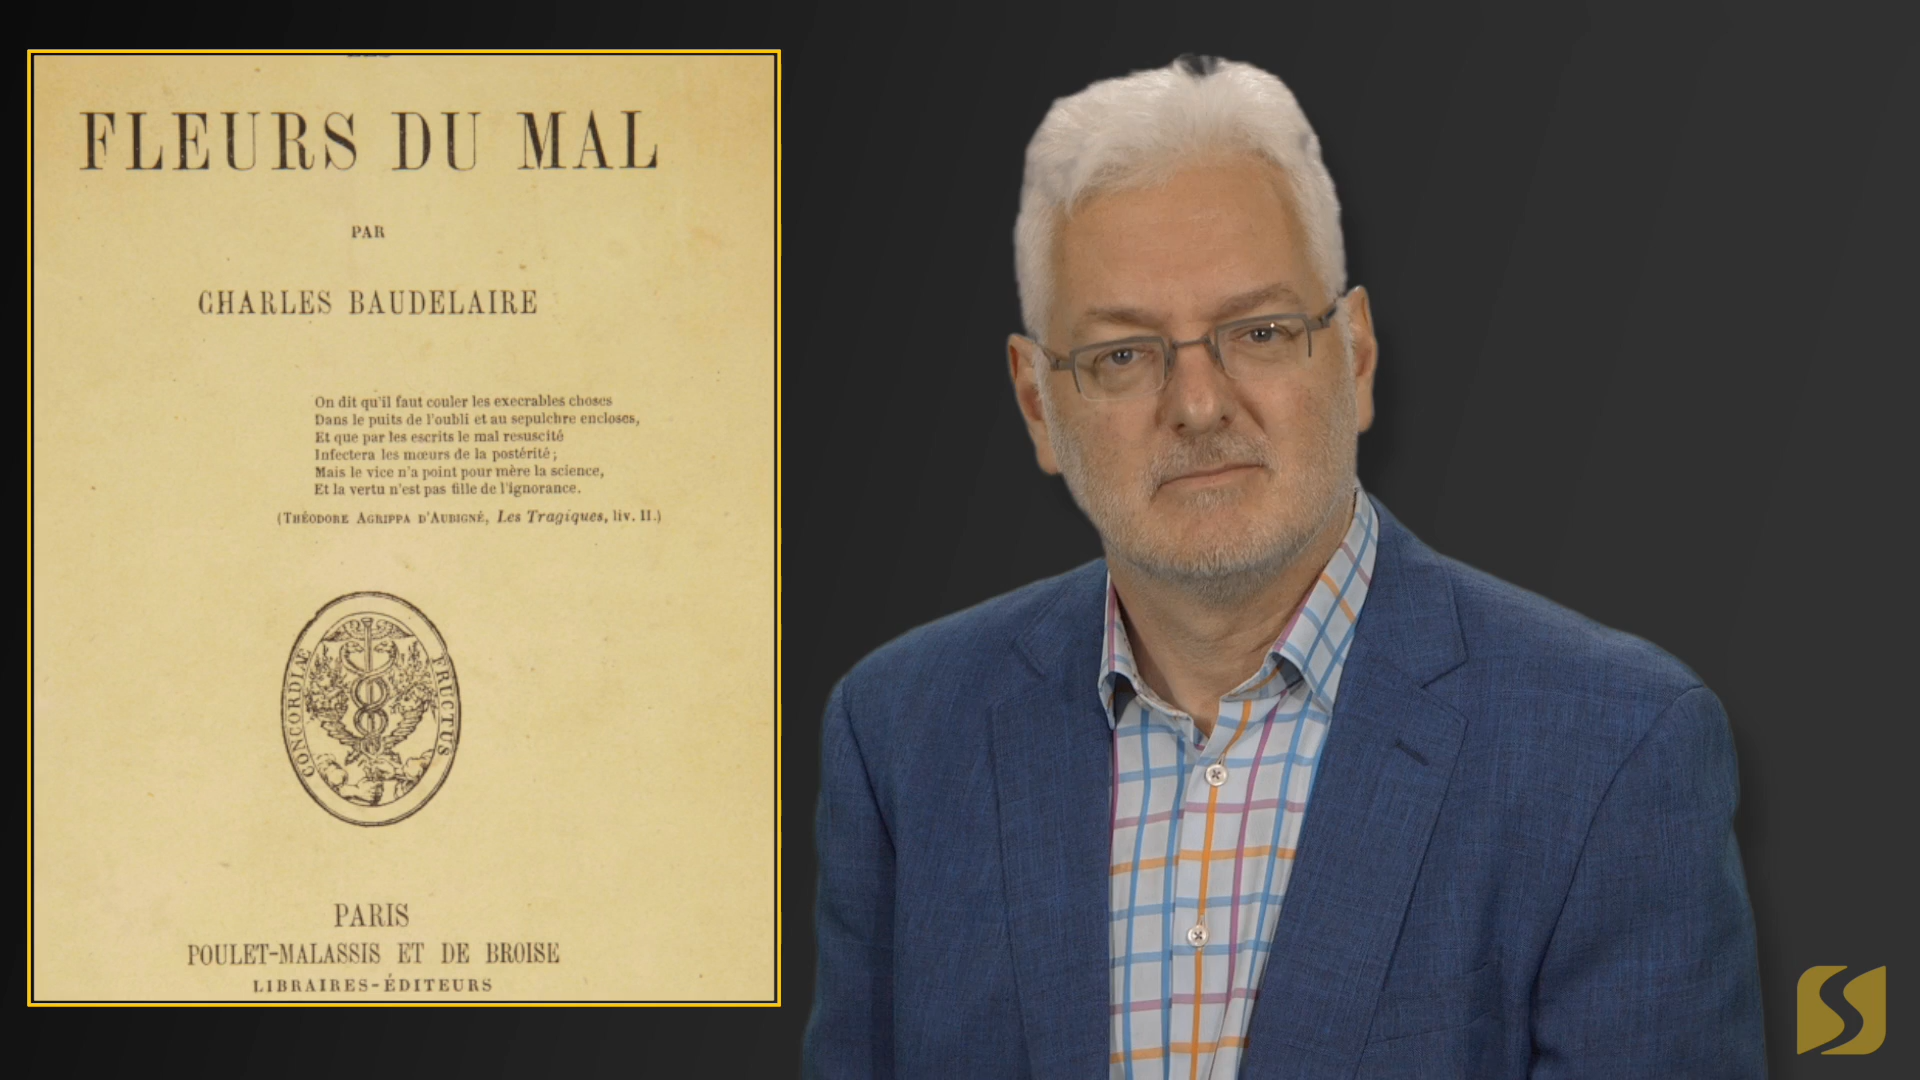 FLEURS DU MAL
PAR
CHARLES BAUDELAIRE
On dit qu'il faut couler les execrables choses
Dans le puits de l'oubli et au sepulchre encloses,
Et que par les escrits le mal resuscité
Infectera les mœurs de la postérité;
Mais le vice n'a point pour mère la science,
Et la vertu n'est pas fille de l'ignorance.
(THÉODORE AGRIPPA D'AUBIGNÉ, Les Tragiques, liv. II.)
CONCORDIÆ FRUCTUS
PARIS
POULET-MALASSIS ET DE BROISE
LIBRAIRES-ÉDITEURS